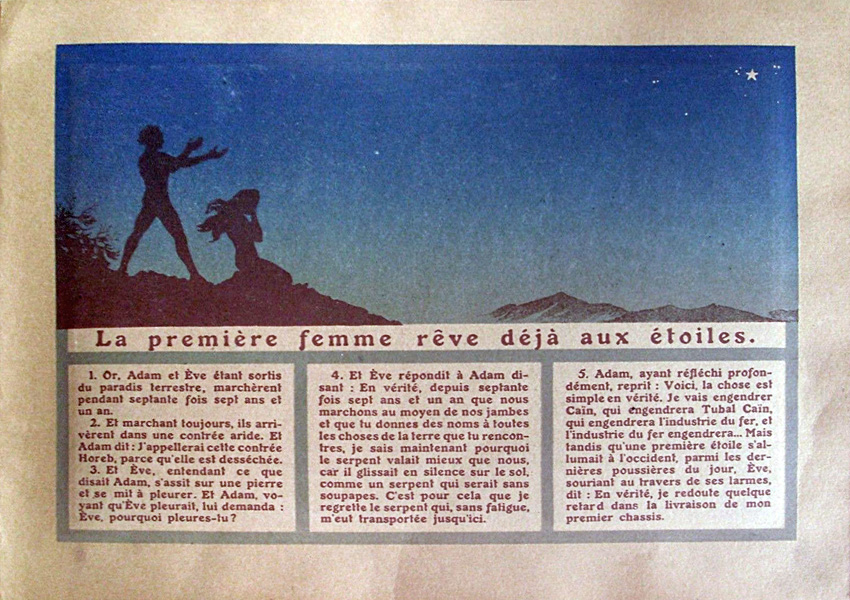 La première femme rêve déjà aux étoiles.
1. Or, Adam et Ève étant sortis
du paradis terrestre, marchèrent
pendant septante fois sept ans et
un an.
2. Et marchant toujours, ils arri-
vèrent dans une contrée aride. Et
Adam dit : J'appellerai cette contrée
Horeb, parce qu'elle est desséchée.
3. Et Ève, entendant ce que
disait Adam, s'assit sur une pierre
et se mit à pleurer. Et Adam, vo-
yant qu'Ève pleurait, lui demanda :
Ève, pourquoi pleures-tu ?
4. Et Ève répondit à Adam di-
sant : En vérité, depuis septante
fois sept ans et un an que nous
marchons au moyen de nos jambes
et que tu donnes des noms à toutes
les choses de la terre que tu rencon-
tres, je sais maintenant pourquoi
le serpent valait mieux que nous,
car il glissait en silence sur le sol,
comme un serpent qui serait sans
soupapes. C'est pour cela que je
regrette le serpent qui, sans fatigue,
m'eut transportée jusqu'ici.
5. Adam, ayant réfléchi profon-
dément, reprit : Voici, la chose est
simple en vérité. Je vais engendrer
Caïn, qui engendrera Tubal Caïn,
qui engendrera l'industrie du fer, et
l'industrie du fer engendrera... Mais
tandis qu'une première étoile s'al-
lumait à l'occident, parmi les der-
nières poussières du jour, Ève,
souriant au travers de ses larmes,
dit : En vérité, je redoute quelque
retard dans la livraison de mon
premier chassis.